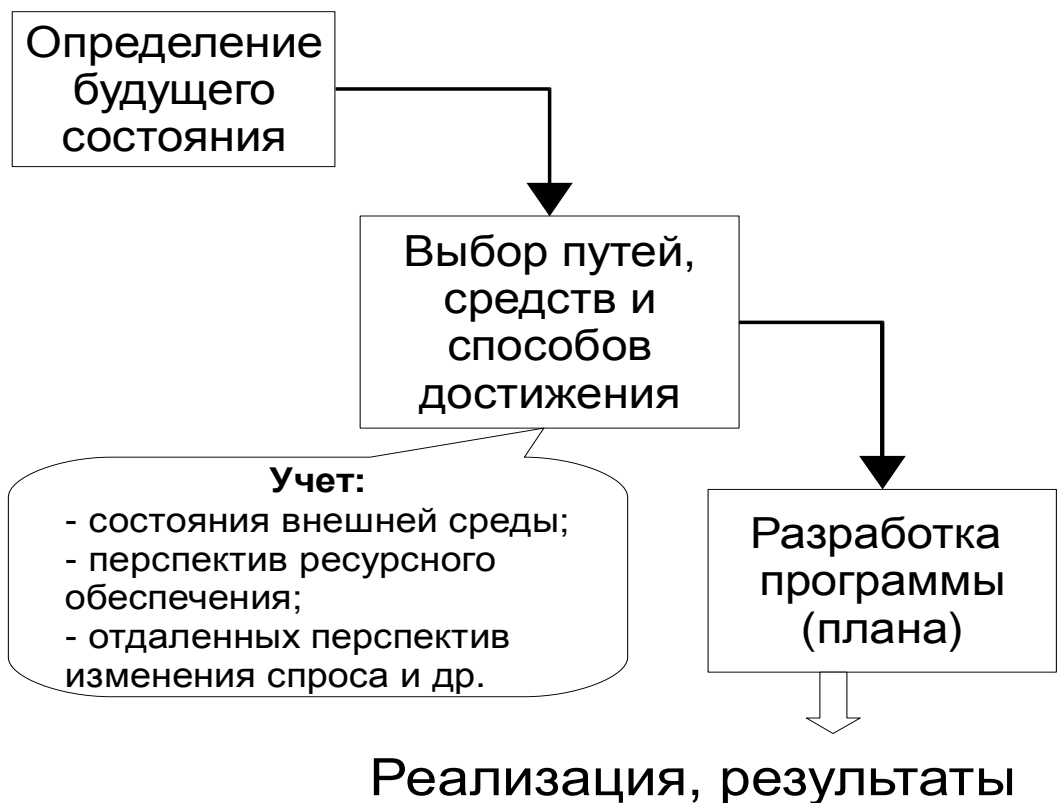 Определение
будущего
состояния
Выбор путей,
средств и
способов
достижения
Учет:
- состояния внешней среды;
- перспектив ресурсного
обеспечения;
- отдаленных перспектив
изменения спроса и др.
Разработка
программы
(плана)
Реализация, результаты